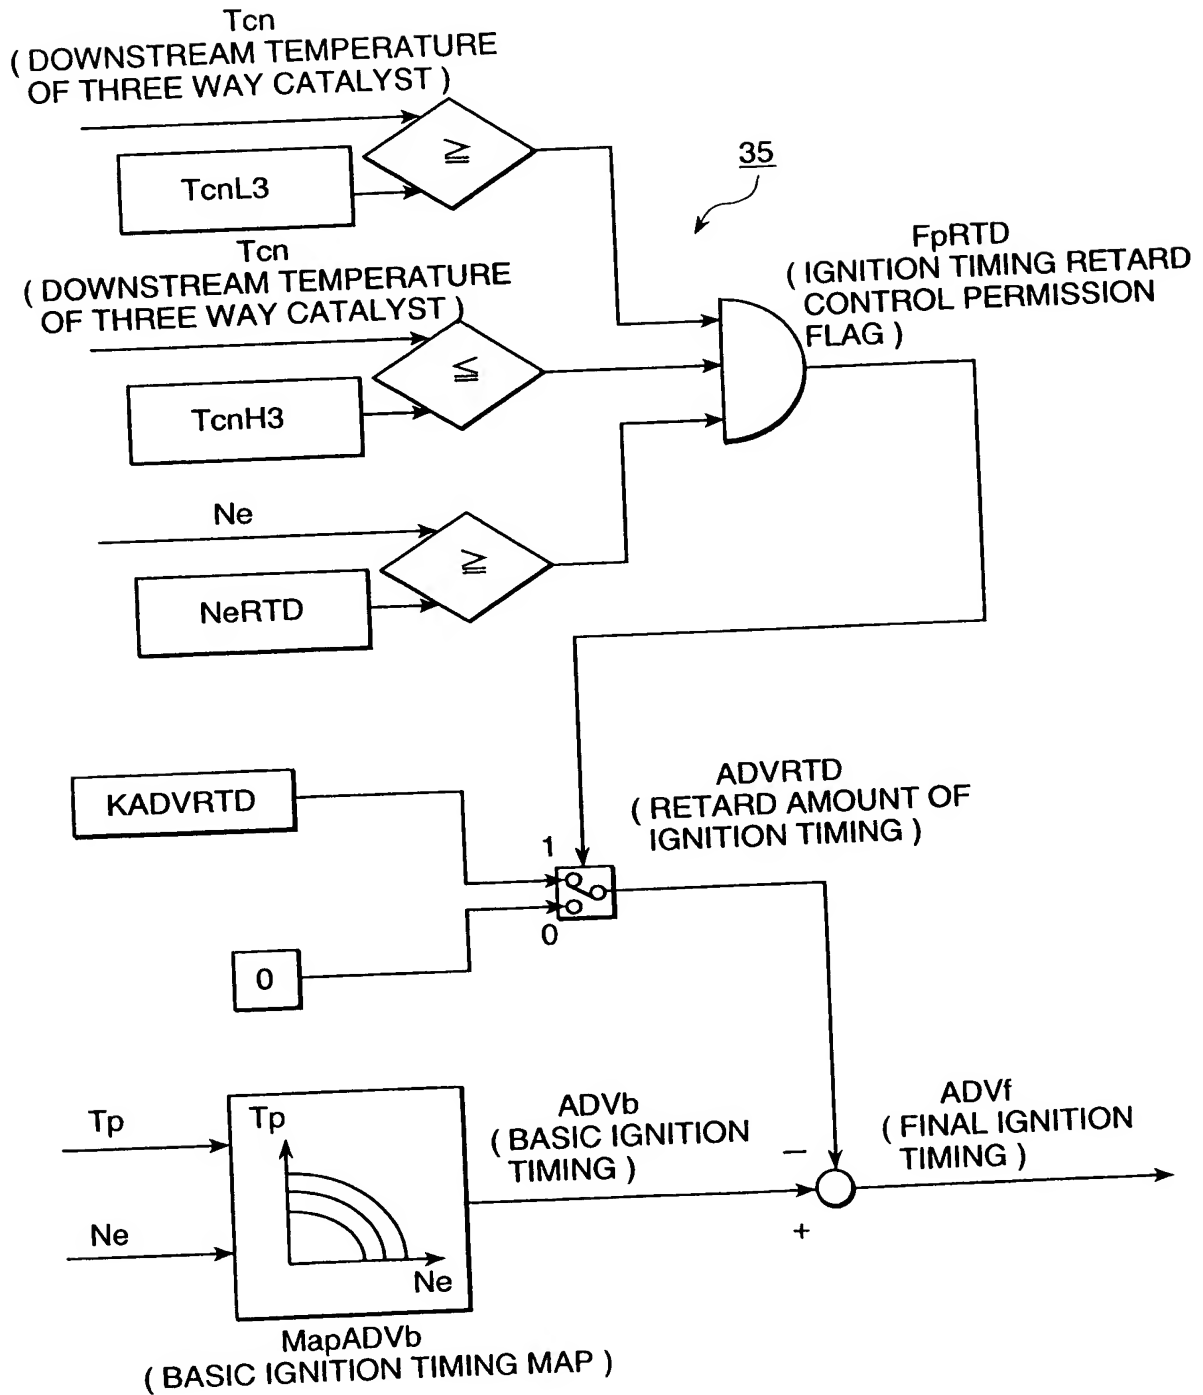 Tcn
( DOWNSTREAM TEMPERATURE
OF THREE WAY CATALYST )
≧
TcnL3
35
Tcn
( DOWNSTREAM TEMPERATURE
OF THREE WAY CATALYST )
FpRTD
( IGNITION TIMING RETARD
CONTROL PERMISSION
FLAG )
≦
TcnH3
Ne
≧
NeRTD
ADVRTD
( RETARD AMOUNT OF
IGNITION TIMING )
KADVRTD
1
0
0
Tp
Ne
Tp
Ne
ADVb
( BASIC IGNITION
TIMING )
−
+
ADVf
( FINAL IGNITION
TIMING )
MapADVb
( BASIC IGNITION TIMING MAP )